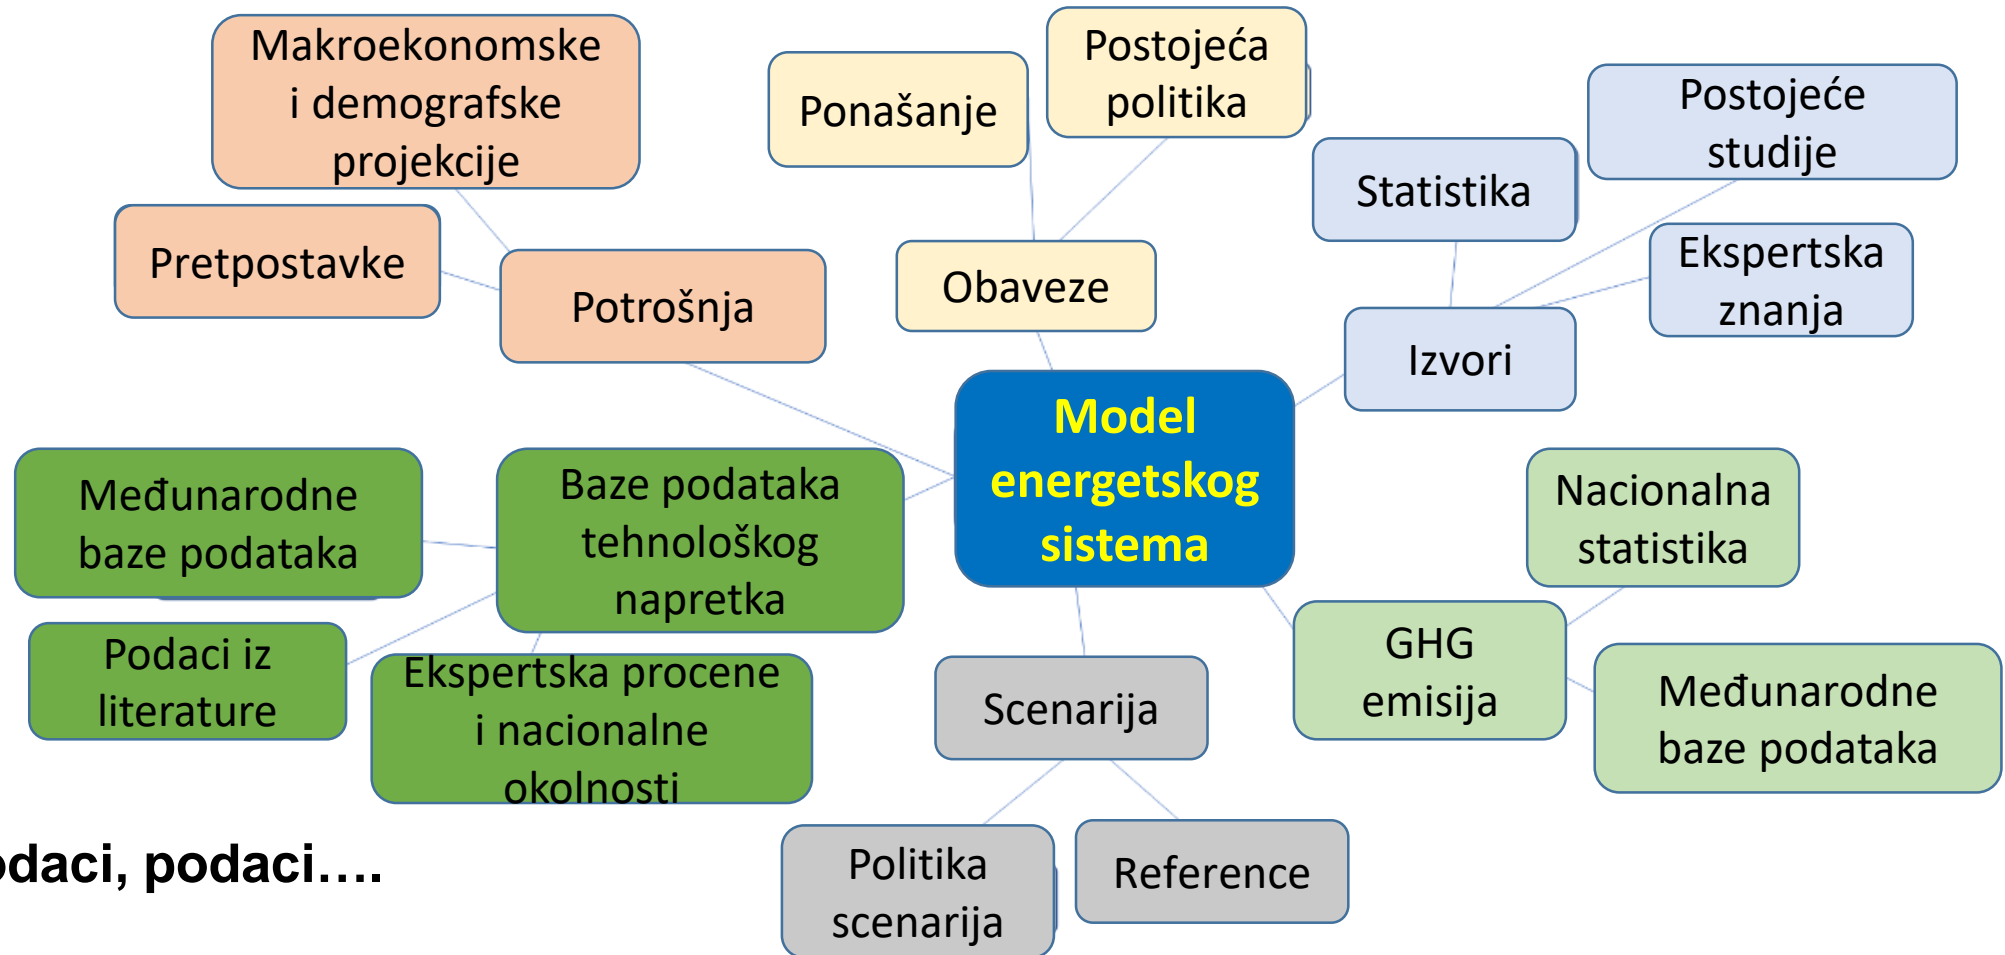 Makroekonomske
i demografske
projekcije
Pretpostavke
Potrošnja
Ponašanje
Postojeća
politika
Obaveze
Statistika
Postojeće
studije
Ekspertska
znanja
Izvori
Model
energetskog
sistema
Međunarodne
baze podataka
Baze podataka
tehnološkog
napretka
Podaci iz
literature
Ekspertska procene
i nacionalne
okolnosti
Scenarija
Politika
scenarija
Reference
GHG
emisija
Nacionalna
statistika
Međunarodne
baze podataka
odaci, podaci….